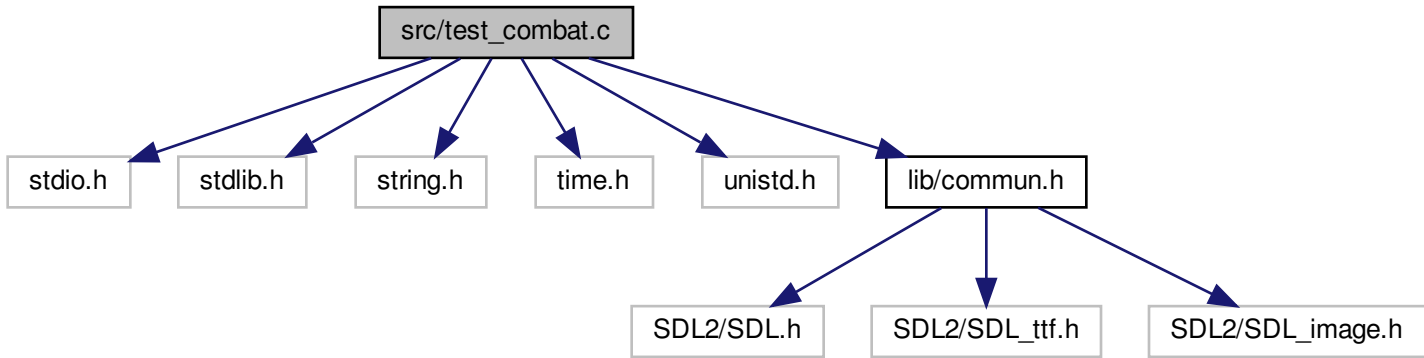 src/test_combat.c
stdio.h
stdlib.h
string.h
time.h
unistd.h
lib/commun.h
SDL2/SDL.h
SDL2/SDL_ttf.h
SDL2/SDL_image.h